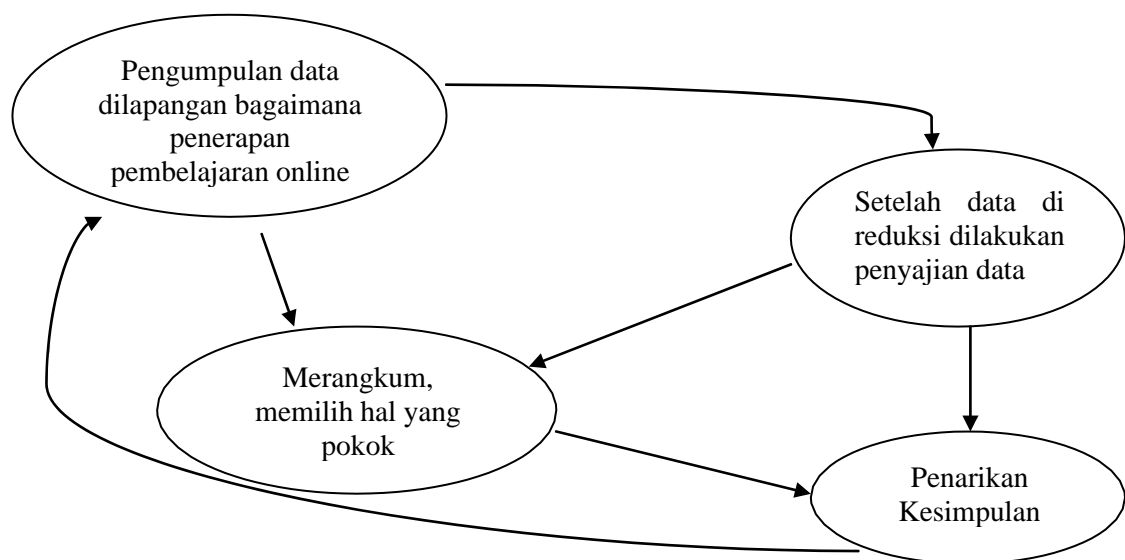 Pengumpulan data
dilapangan bagaimana
penerapan
pembelajaran online
Setelah data di
reduksi dilakukan
penyajian data
Merangkum,
memilih hal yang
pokok
Penarikan
Kesimpulan